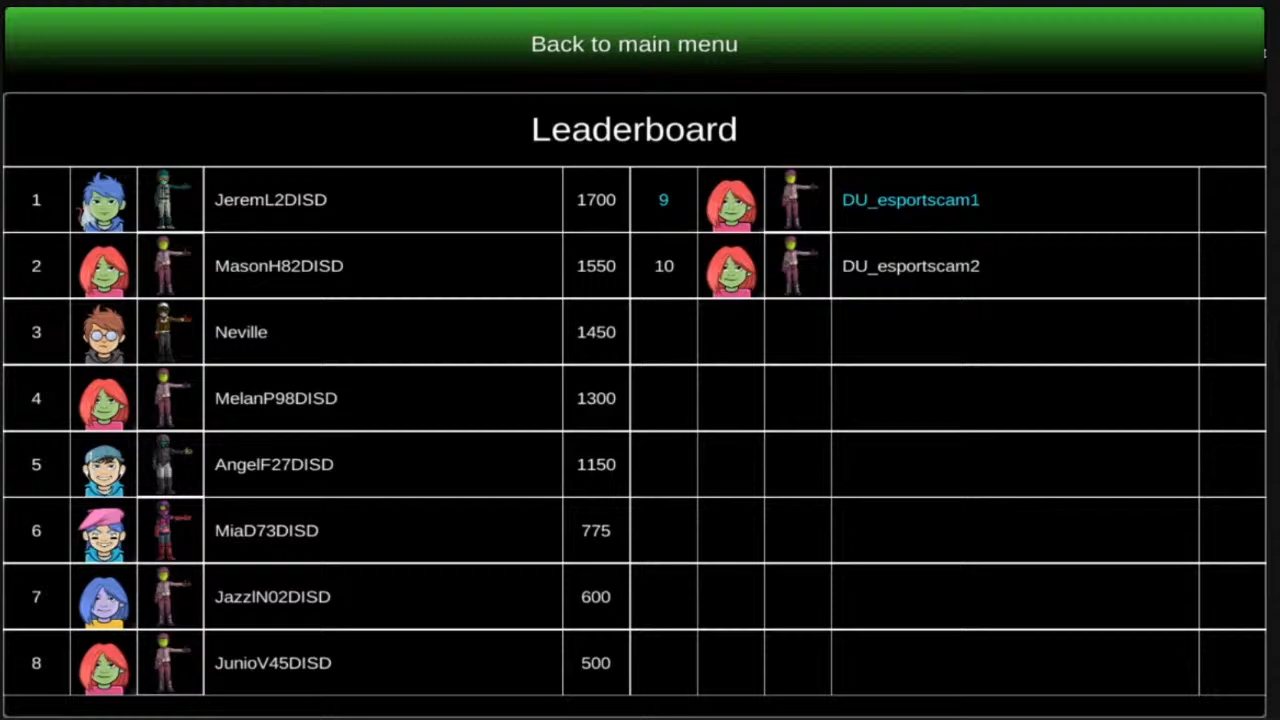 Back to main menu
Leaderboard
1 JeremL2DISD 1700 9 DU_esportscam1
2 MasonH82DISD 1550 10 DU_esportscam2
3 Neville 1450
4 MelanP98DISD 1300
5 AngelF27DISD 1150
6 MiaD73DISD 775
7 JazzlN02DISD 600
8 JunioV45DISD 500